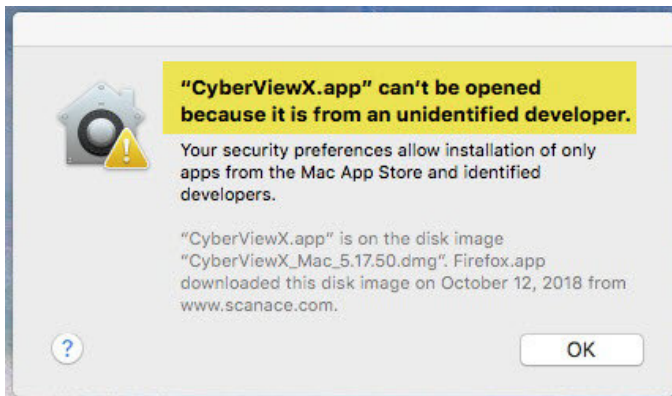 “CyberViewX.app” can’t be opened
because it is from an unidentified developer.
Your security preferences allow installation of only
apps from the Mac App Store and identified
developers.
“CyberViewX.app” is on the disk image
“CyberViewX_Mac_5.17.50.dmg”. Firefox.app
downloaded this disk image on October 12, 2018 from
www.scanace.com.
?
OK